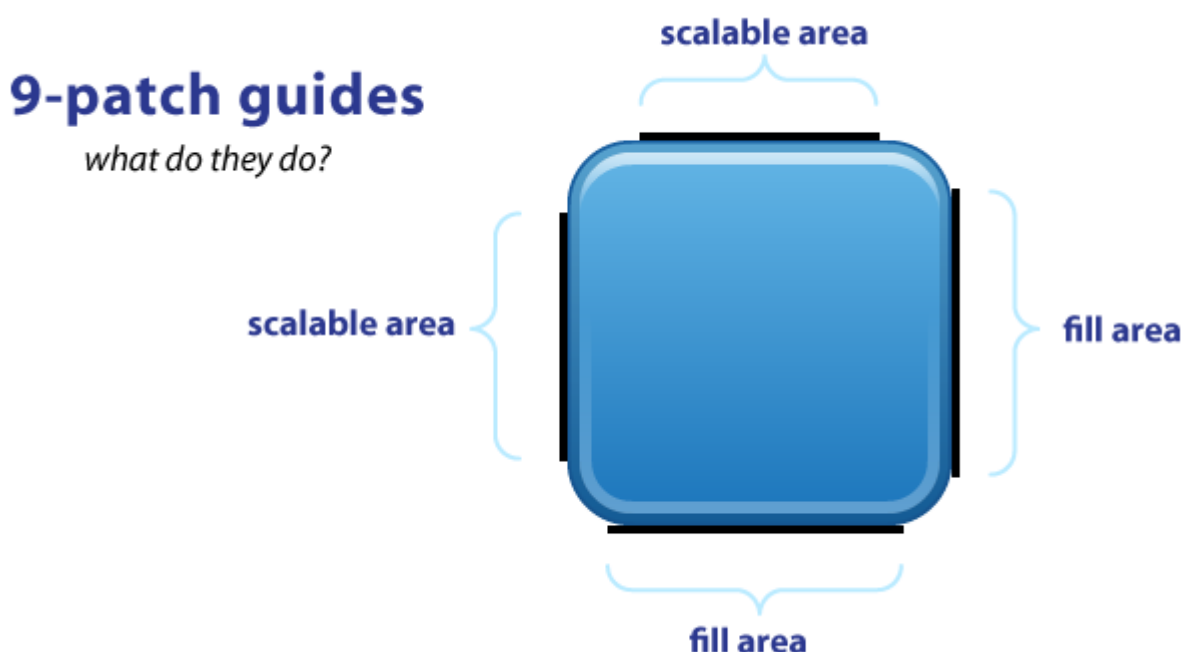 scalable area
9-patch guides
what do they do?
scalable area
fill area
fill area